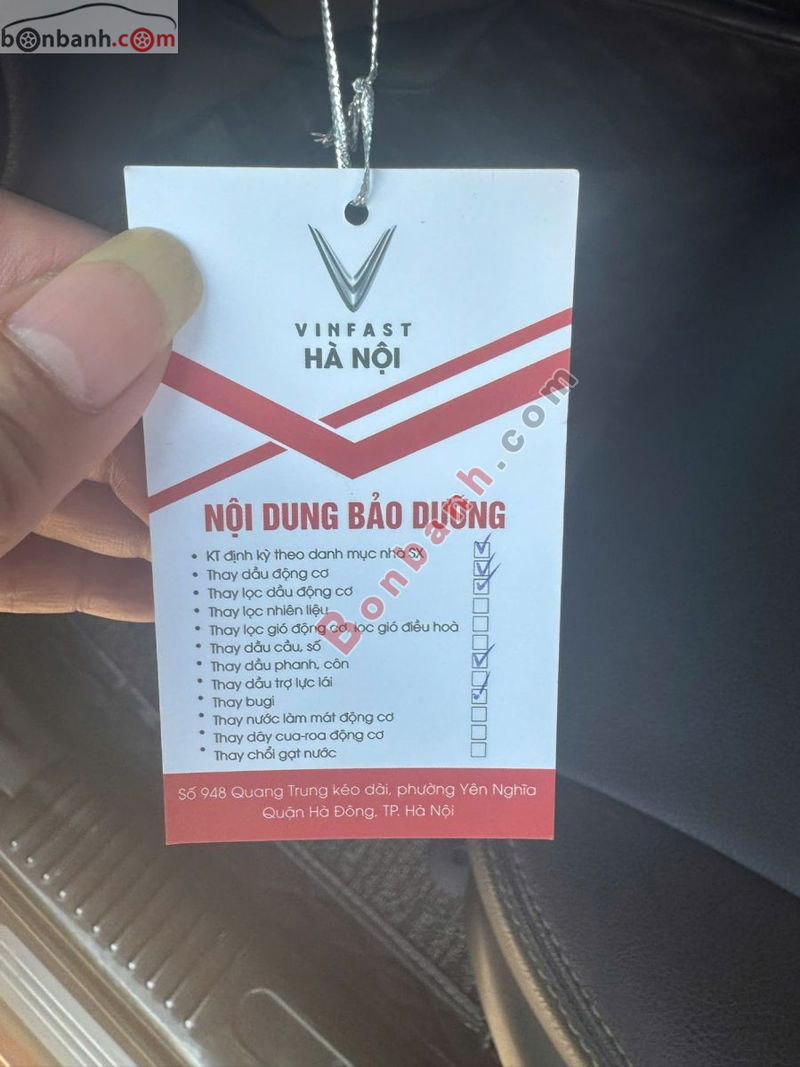 bonbanh.com
VINFAST
HÀ NỘI
NỘI DUNG BẢO DƯỠNG
• KT định kỳ theo danh mục nhà SX
• Thay dầu động cơ
• Thay lọc dầu động cơ
• Thay lọc nhiên liệu
• Thay lọc gió động cơ, lọc gió điều hoà
• Thay dầu cầu, số
• Thay dầu phanh, côn
• Thay dầu trợ lực lái
• Thay bugi
• Thay nước làm mát động cơ
• Thay dây cua-roa động cơ
• Thay chổi gạt nước
Số 948 Quang Trung kéo dài, phường Yên Nghĩa
Quận Hà Đông, TP. Hà Nội
Bonbanh.com